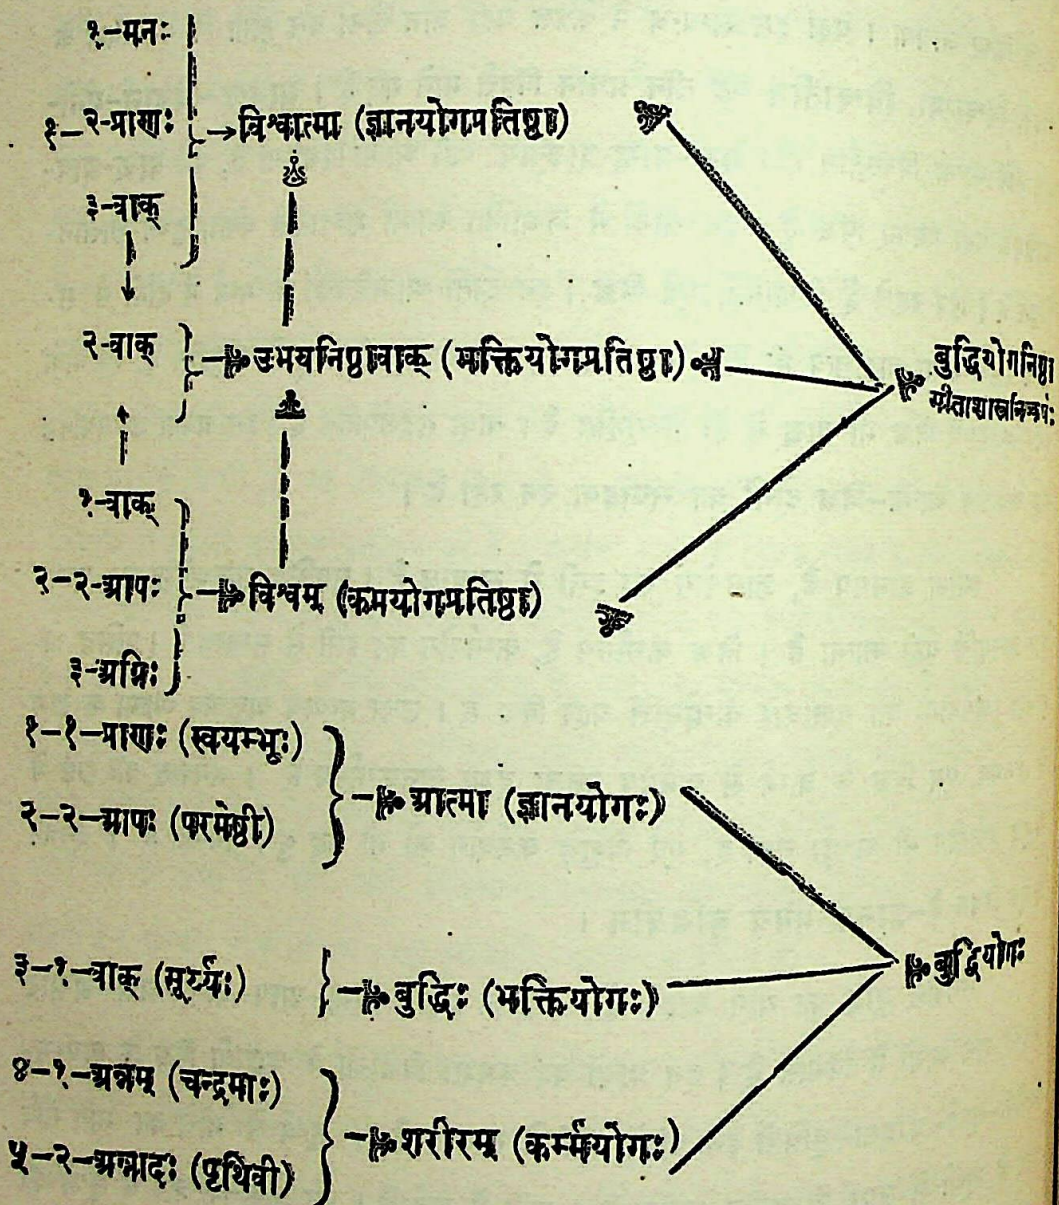 १-मनः
१-२-प्राणः → विश्वात्मा (ज्ञानयोगप्रतिष्ठा)
३-वाक्
२-वाक् उभयनिष्ठावाक् (भक्तियोगप्रतिष्ठा)
बुद्धियोगनिष्ठा
१-वाक्
२-२-आपः विश्वम् (कर्मयोगप्रतिष्ठा)
३-अग्निः
१-१-प्राणः (स्वयम्भूः)
आत्मा (ज्ञानयोगः)
२-२-आपः (परमेष्ठी)
३-१-वाक् (सूर्य्यः) बुद्धिः (भक्तियोगः) बुद्धियोगः
४-१-अन्नम् (चन्द्रमाः)
शरीरम् (कर्म्मयोगः)
५-२-अन्नादः (पृथिवी)